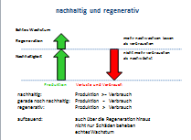 nachhaltig und regenerativ
Echtes Wachstum
mehr nachwachsen lassen
als verbrauchen
Regeneration
nicht mehr verbrauchen
als nachwächst
Nachhaltigkeit
Produktion Verluste und Verbrauch
nachhaltig: Produktion >= Verbrauch
gerade noch nachhaltig: Produktion = Verbrauch
regenerativ: Produktion > Verbrauch
aufbauend: auch über die Regeneration hinaus
nicht nur Schäden beheben
echtes Wachstum